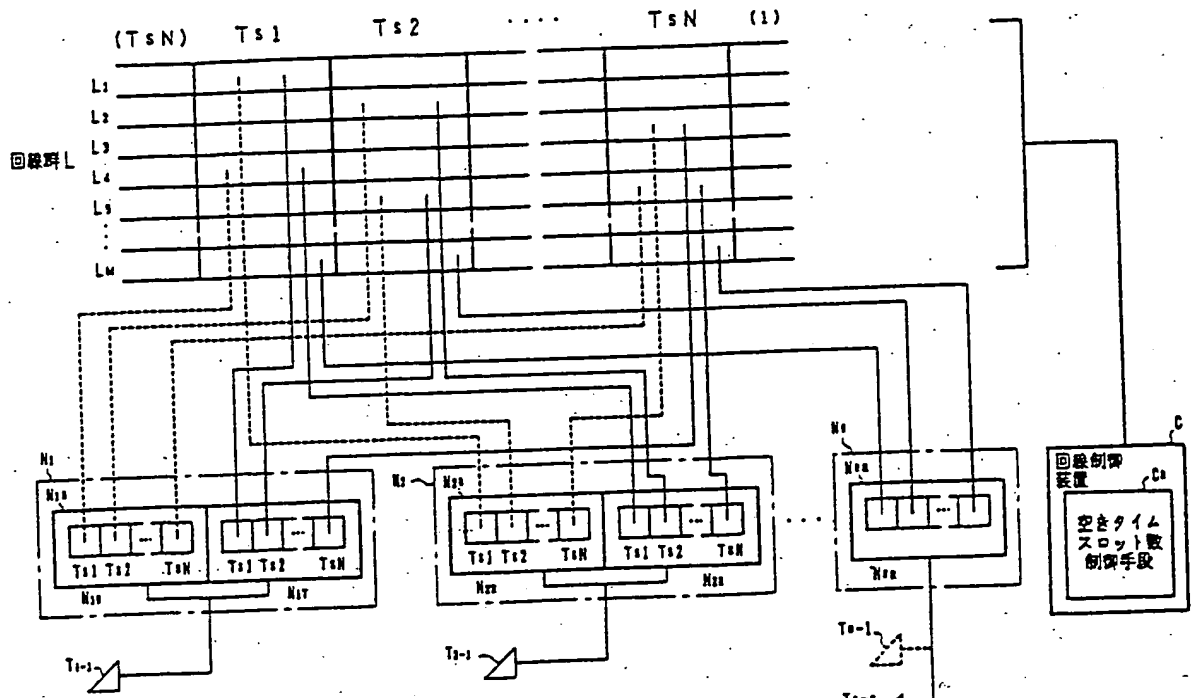 (TsN) Ts1 Ts2 ···· TsN (1)
L1
L2
L3
回線群L
L4
L5
LM
N1
N2
C
回線制御
装置
空きタイム
スロット数
制御手段
Ts1 Ts2 TsN Ts1 Ts2 TsN
Ts1 Ts2 TsN Ts1 Ts2 TsN
N1T
N2R